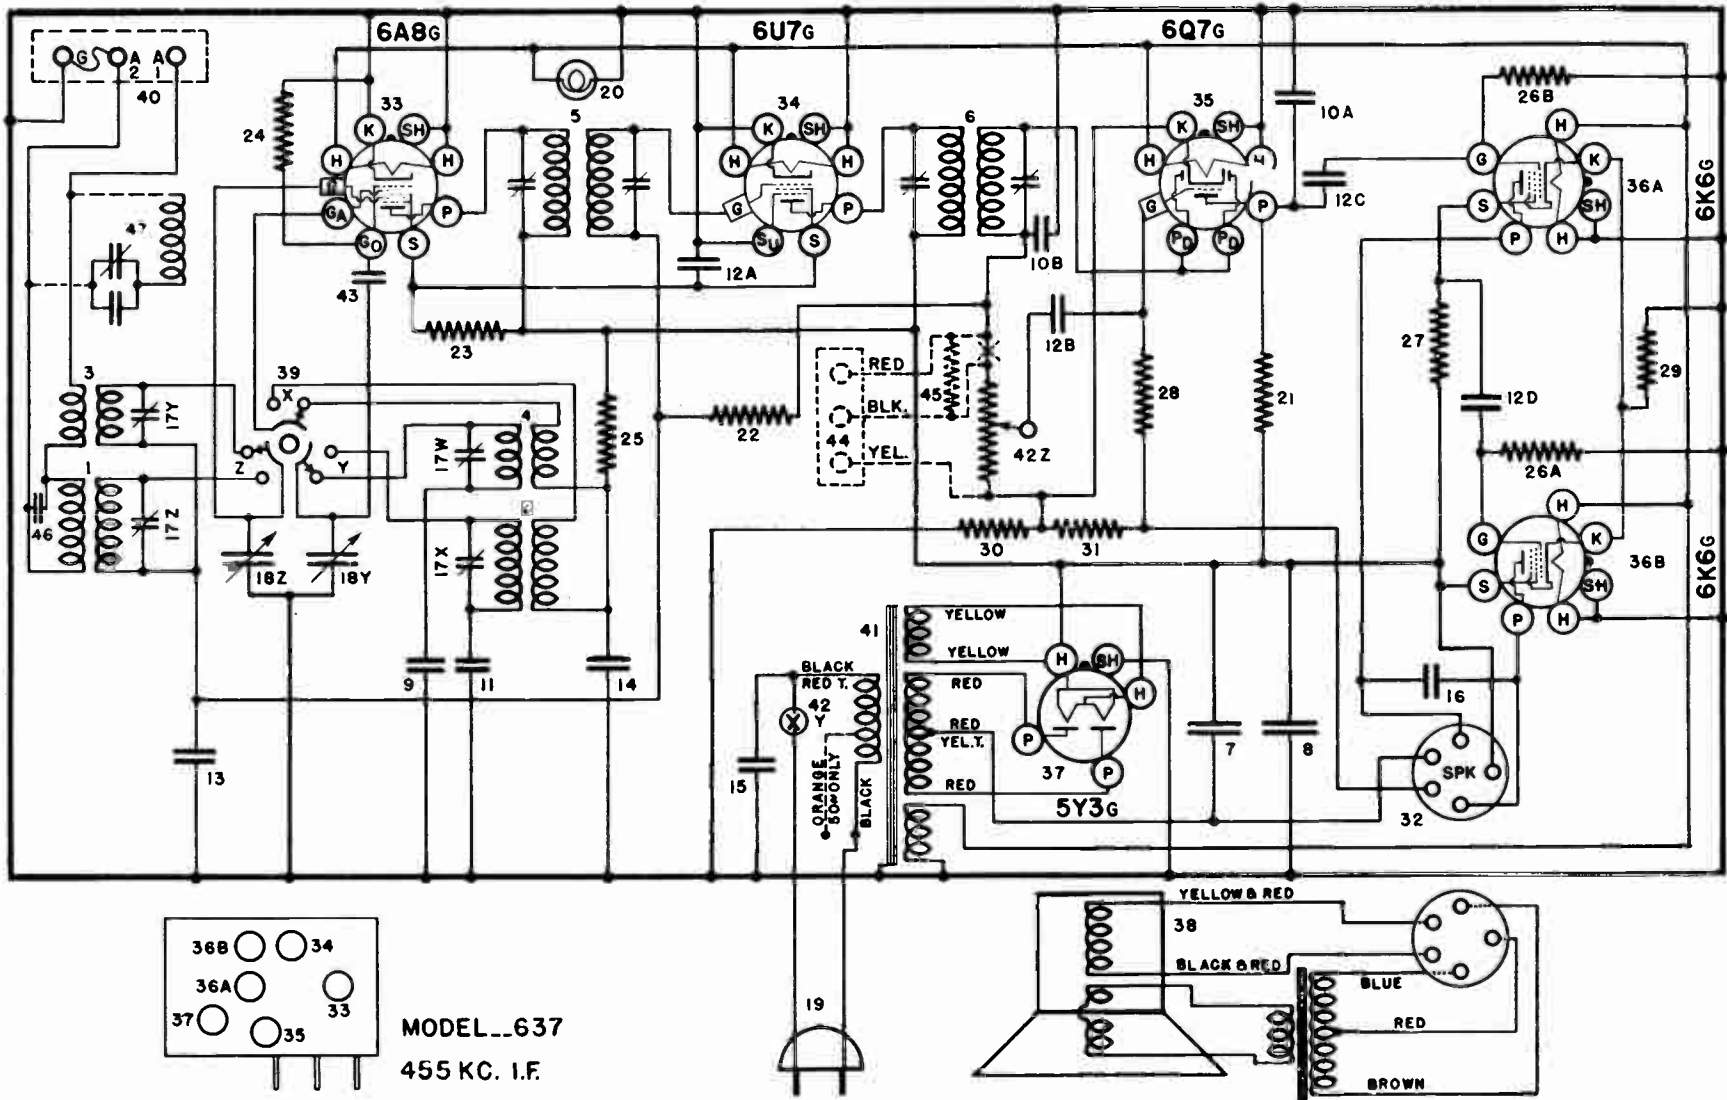 6A8G
6U7G
6Q7G
G A A
2 1
40
20
24
33
5
34
6
35
10A
26B
K SH
H H
GA P
GO S
K SH
H H
G P
SU S
K SH
H H
G P
PD PD
12C
H
G K
S SH
P H
36A
6K6G
47
43
12A
10B
23
12B
RED
45
BLK.
44
YEL.
42Z
22
25
28
21
27
12D
29
26A
3
17Y
39
X
Z Y
4
17W
1
17Z
46
18Z
18Y
17X
30
31
H
G K
S SH
P H
36B
6K6G
41
YELLOW
YELLOW
BLACK
RED T.
RED
RED
YEL.T.
RED
42
Y
ORANGE
50~ONLY
BLACK
H SH
H
P
P
37
5Y3G
9
11
14
13
15
7
8
16
SPK
32
YELLOW & RED
38
BLACK & RED
BLUE
RED
BROWN
19
36B
34
36A
33
37
35
MODEL__637
455 KC. I.F.